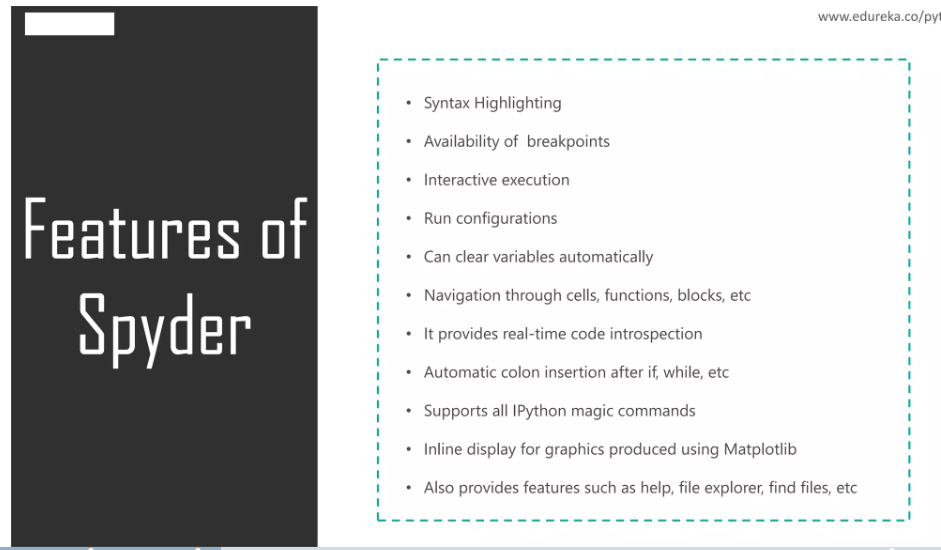 www.edureka.co/pyt
Features of
Spyder
• Syntax Highlighting
• Availability of breakpoints
• Interactive execution
• Run configurations
• Can clear variables automatically
• Navigation through cells, functions, blocks, etc
• It provides real-time code introspection
• Automatic colon insertion after if, while, etc
• Supports all IPython magic commands
• Inline display for graphics produced using Matplotlib
• Also provides features such as help, file explorer, find files, etc